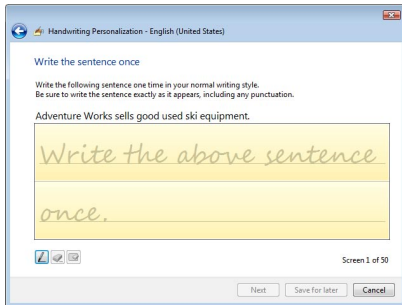 Handwriting Personalization - English (United States)
Write the sentence once
Write the following sentence one time in your normal writing style.
Be sure to write the sentence exactly as it appears, including any punctuation.
Adventure Works sells good used ski equipment.
Write the above sentence
once.
Screen 1 of 50
Next Save for later Cancel